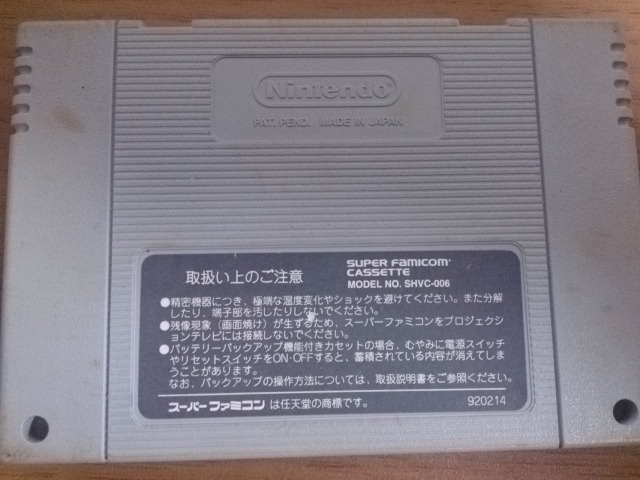 Nintendo
PAT. PEND. MADE IN JAPAN
取扱い上のご注意
SUPER FAMICOM
CASSETTE
MODEL NO. SHVC-006
●精密機器につき、極端な温度変化やショックを避けてください。また分解
したり、端子部を汚したりしないでください。
●残像現象（画面焼け）が生ずるため、スーパーファミコンをプロジェクシ
ョンテレビには接続しないでください。
●バッテリーバックアップ機能付きカセットの場合、むやみに電源スイッチ
やリセットスイッチをON・OFFすると、蓄積されている内容が消えてしま
うことがあります。
なお、バックアップの操作方法については、取扱説明書をご参照ください。
スーパーファミコンは任天堂の商標です。
920214